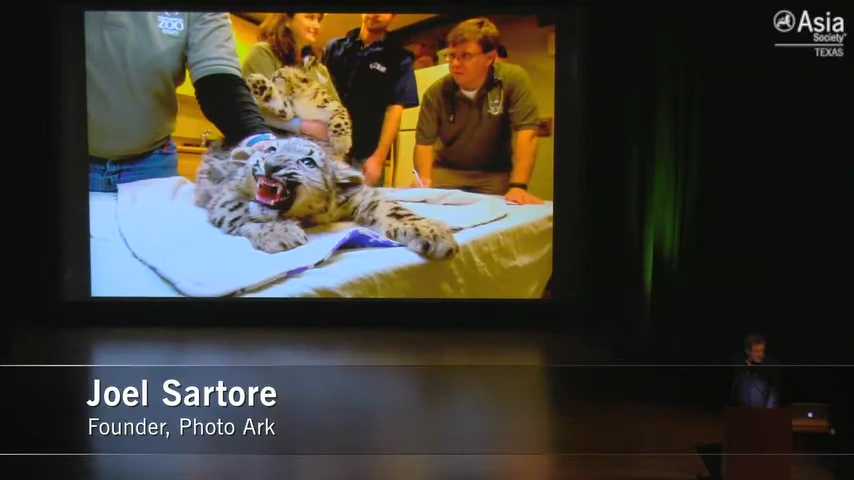 ZOO
Asia
Society
TEXAS
Joel Sartore
Founder, Photo Ark